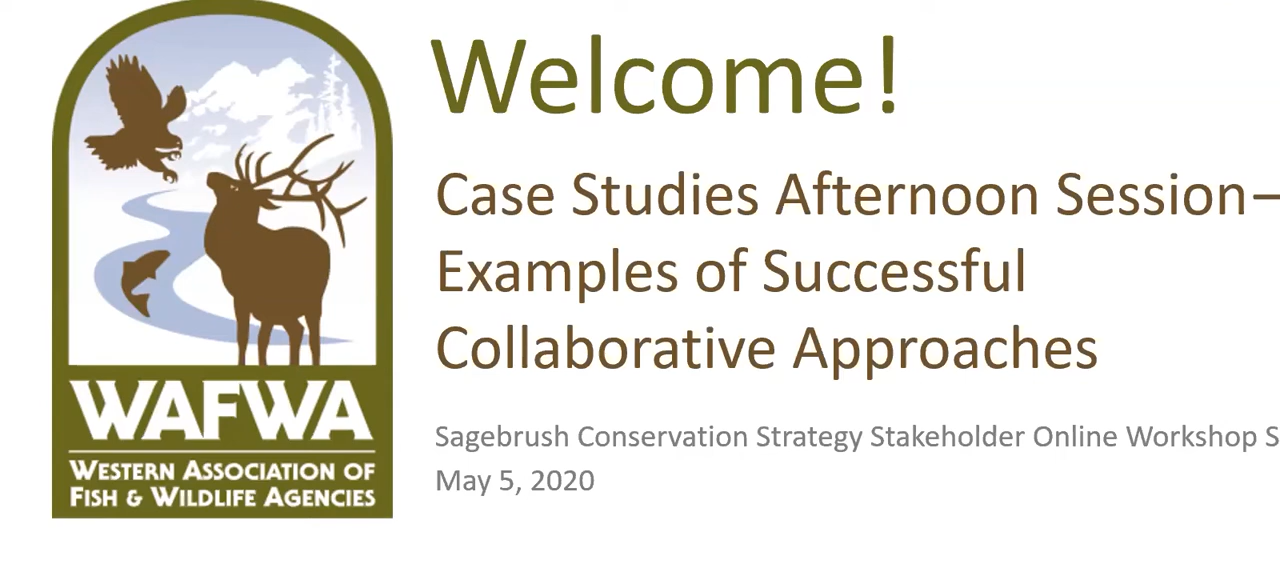 Welcome!
Case Studies Afternoon Session–
Examples of Successful
Collaborative Approaches
Sagebrush Conservation Strategy Stakeholder Online Workshop S
May 5, 2020
WAFWA
WESTERN ASSOCIATION OF
FISH & WILDLIFE AGENCIES